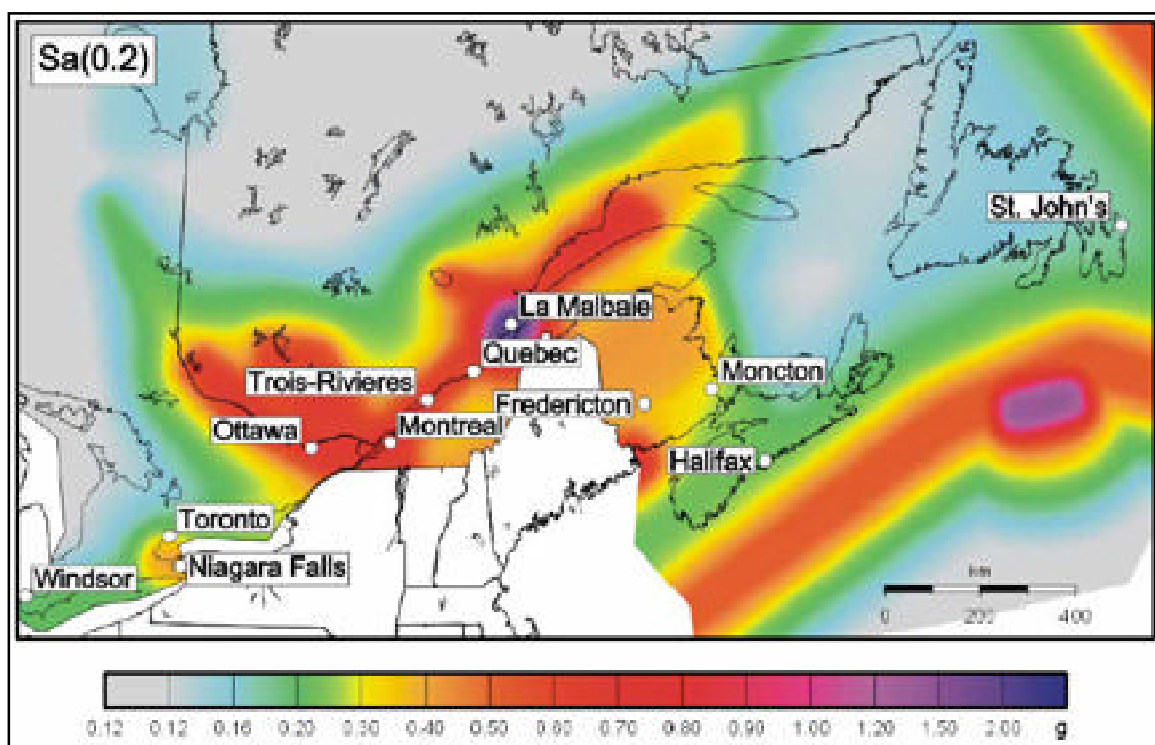 Sa(0.2)
St. John's
La Malbaie
Quebec
Trois-Rivieres
Moncton
Fredericton
Montreal
Ottawa
Halifax
Toronto
Niagara Falls
Windsor
km
0 200 400
0.12 0.12 0.16 0.20 0.30 0.40 0.50 0.60 0.70 0.80 0.90 1.00 1.20 1.50 2.00 g